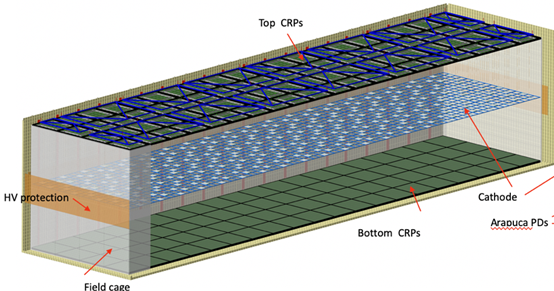 Top CRPs
HV protection
Cathode
Arapuca PDs
Bottom CRPs
Field cage